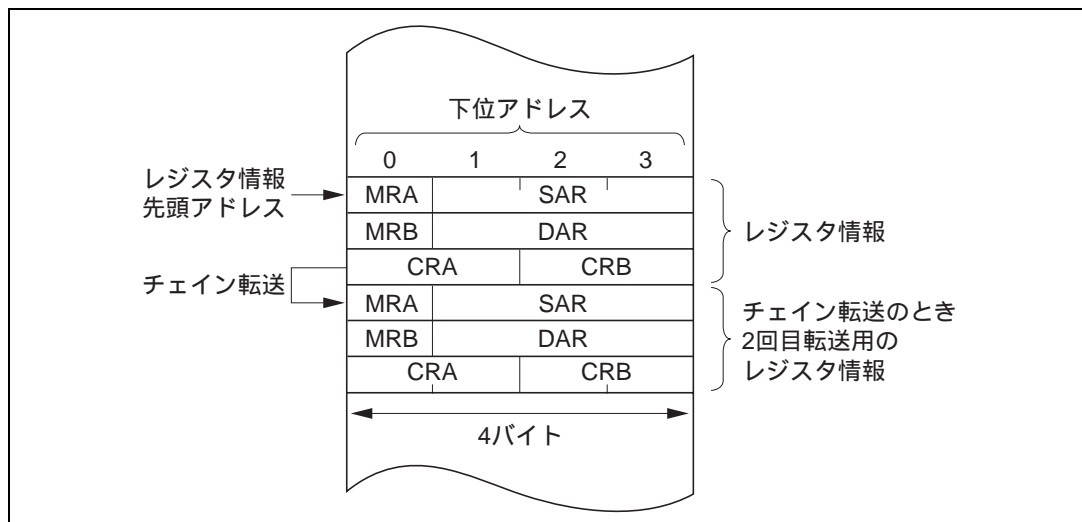 下位アドレス
0 1 2 3
レジスタ情報
先頭アドレス
MRA SAR
MRB DAR
レジスタ情報
CRA CRB
チェイン転送
MRA SAR
MRB DAR
CRA CRB
チェイン転送のとき
2回目転送用の
レジスタ情報
4バイト